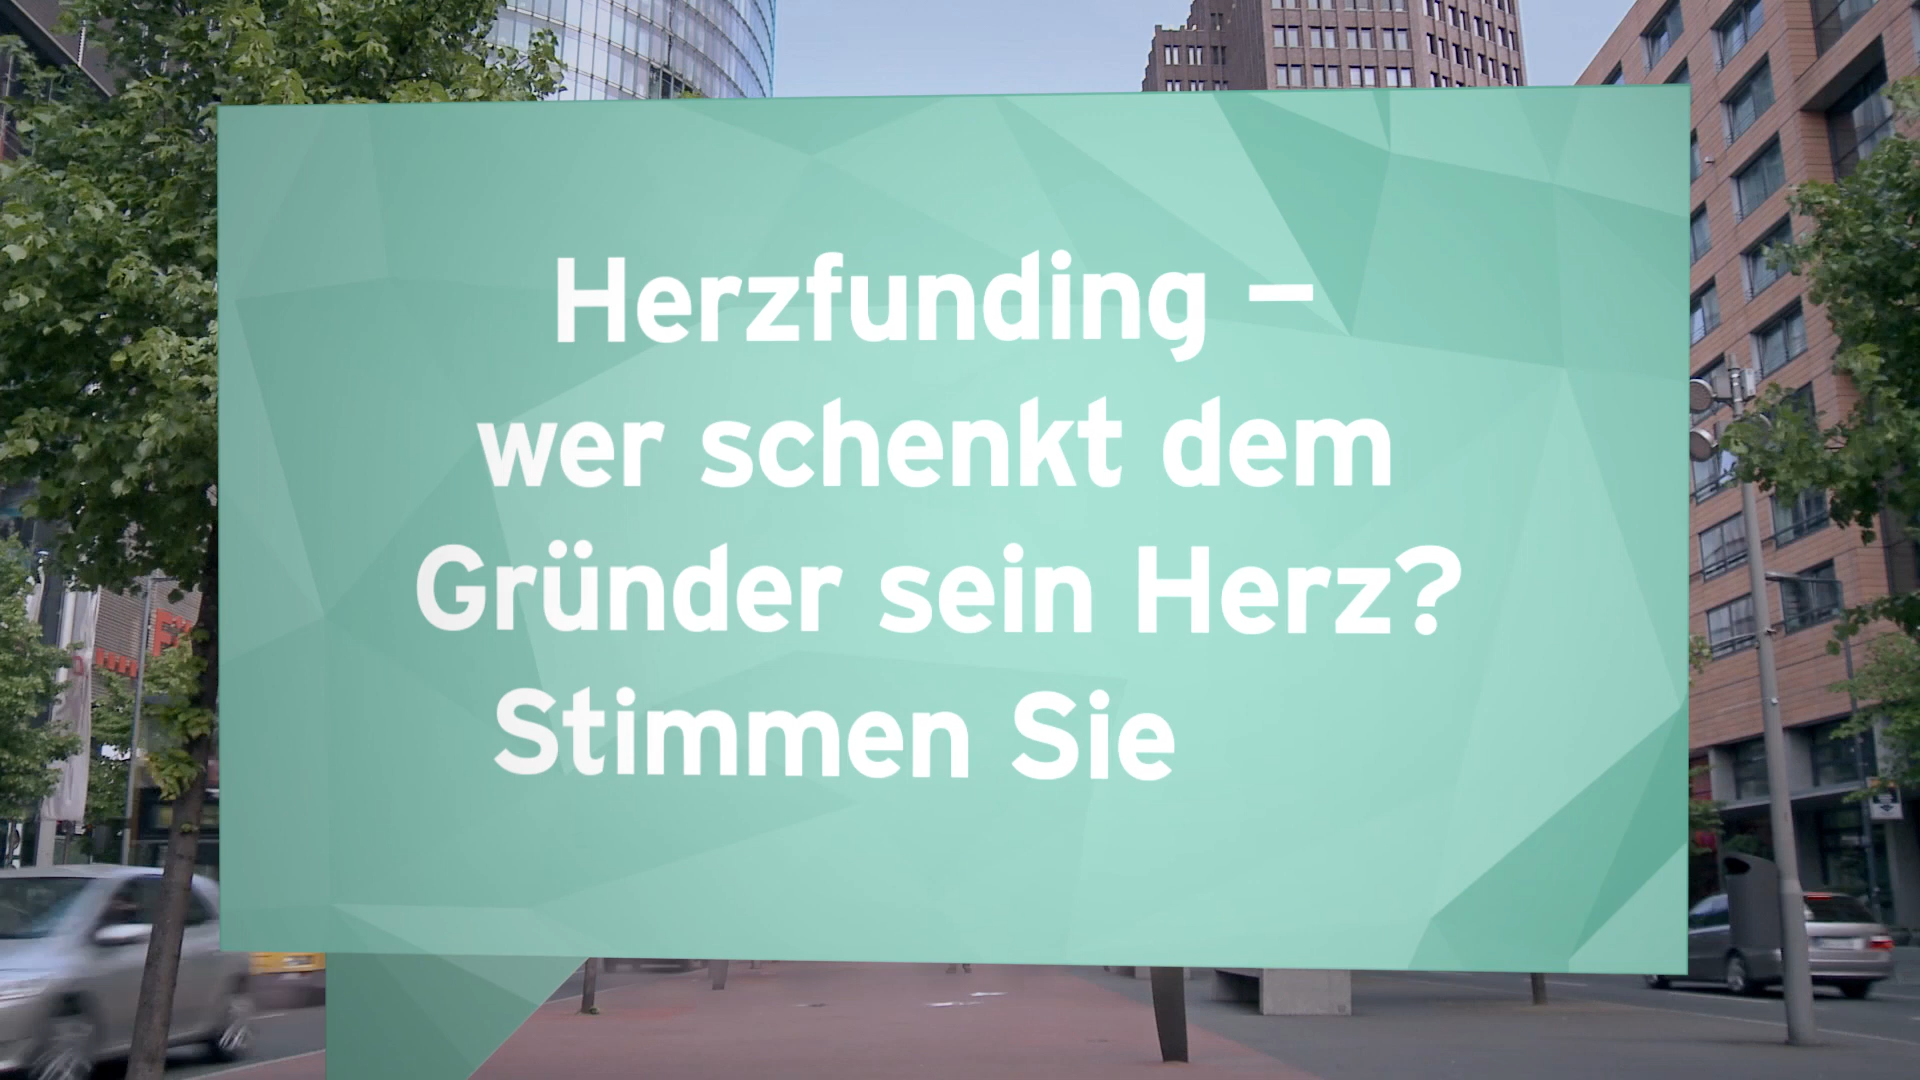 Herzfunding –
wer schenkt dem
Gründer sein Herz?
Stimmen Sie